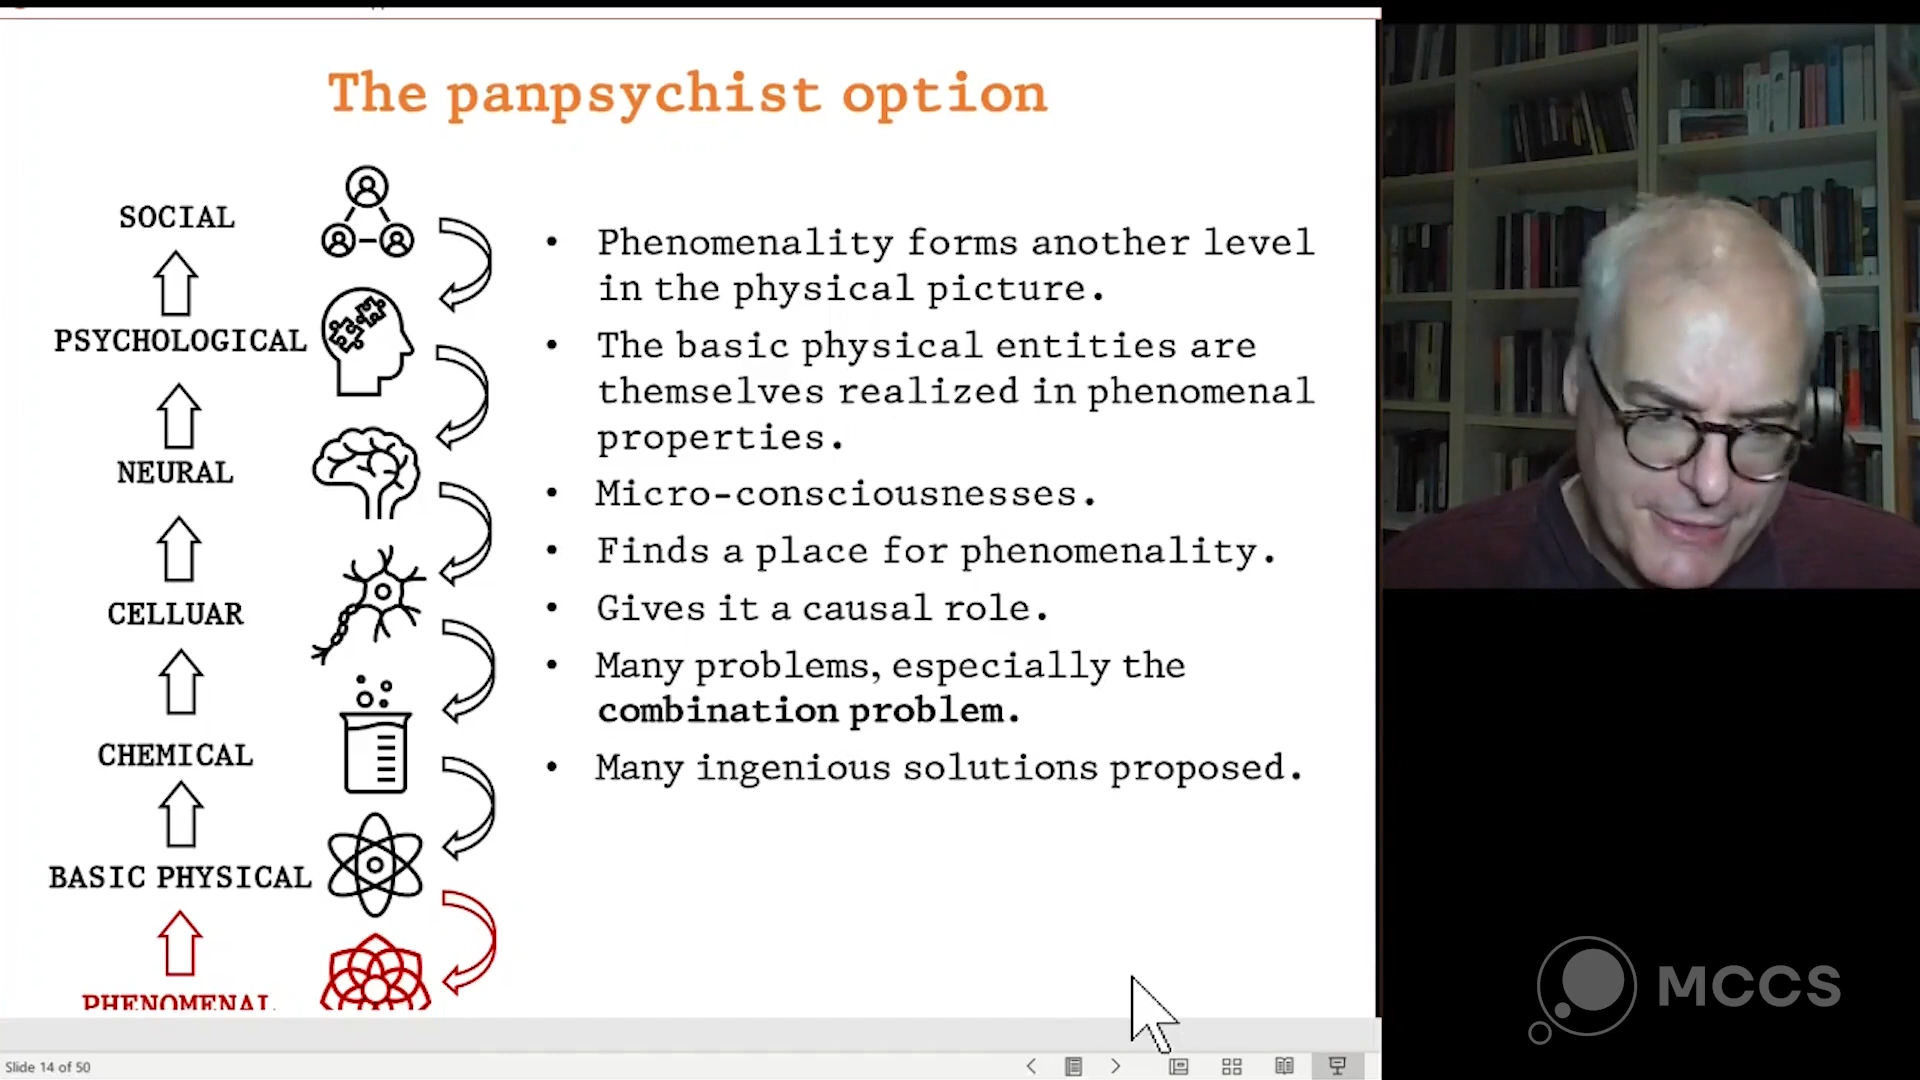 The panpsychist option
SOCIAL
PSYCHOLOGICAL
NEURAL
CELLUAR
CHEMICAL
BASIC PHYSICAL
PHENOMENAL
• Phenomenality forms another level
in the physical picture.
• The basic physical entities are
themselves realized in phenomenal
properties.
• Micro-consciousnesses.
• Finds a place for phenomenality.
• Gives it a causal role.
• Many problems, especially the
combination problem.
• Many ingenious solutions proposed.
Slide 14 of 50
MCCS